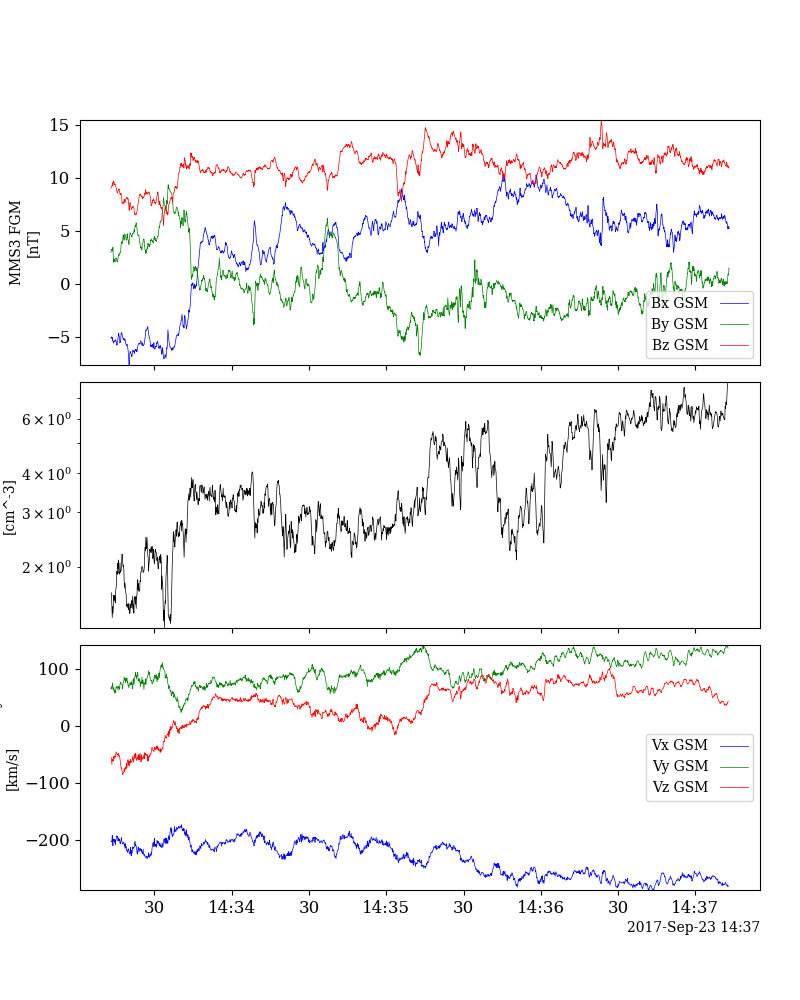 15
10
5
0
−5
MMS3 FGM
[nT]
Bx GSM
By GSM
Bz GSM
6 × 10⁰
4 × 10⁰
3 × 10⁰
2 × 10⁰
[cm^-3]
100
0
−100
−200
[km/s]
Vx GSM
Vy GSM
Vz GSM
30 14:34 30 14:35 30 14:36 30 14:37
2017-Sep-23 14:37